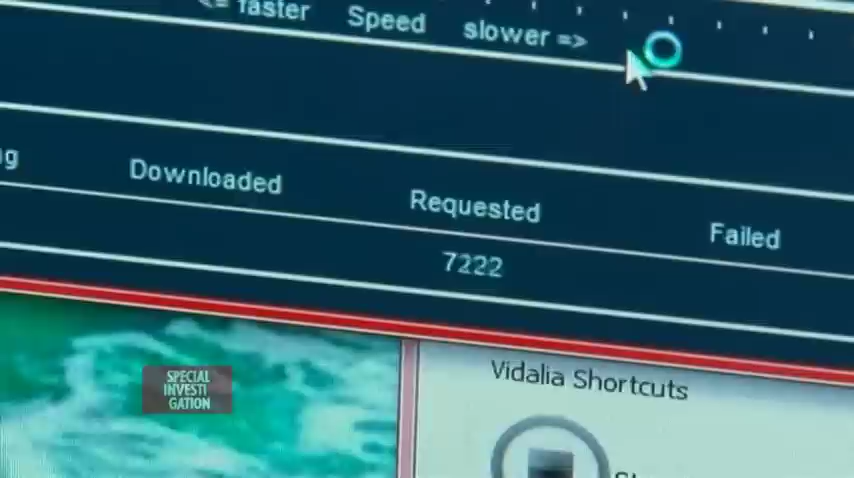 <= faster Speed slower =>
Downloaded Requested Failed
7222
Vidalia Shortcuts
SPECIAL
INVESTI
GATION